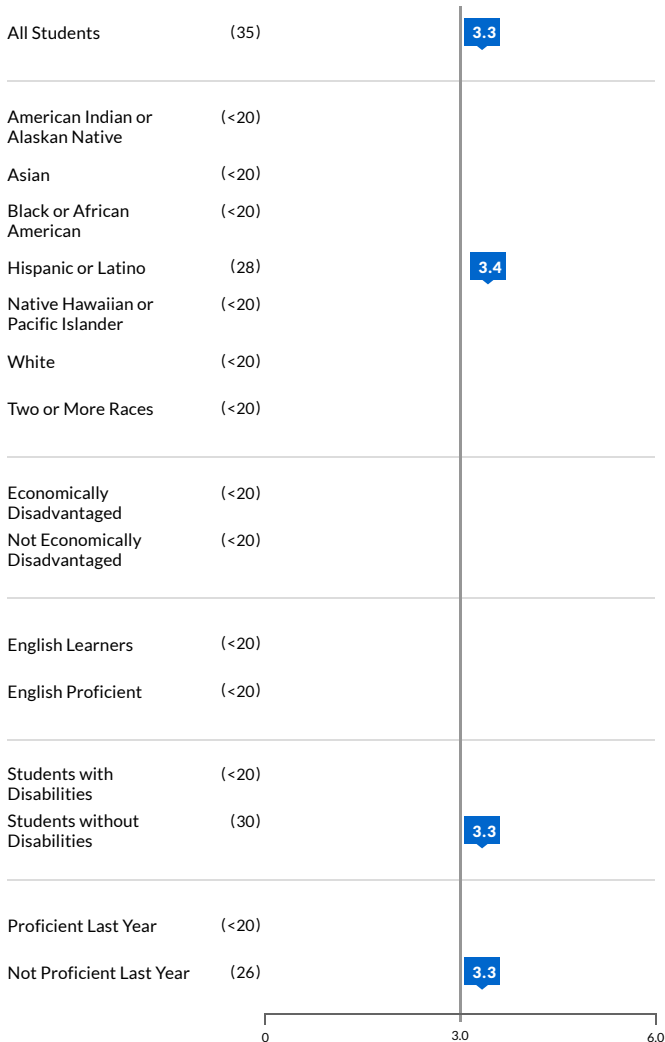 All Students (35) 3.3
American Indian or (<20)
Alaskan Native
Asian (<20)
Black or African (<20)
American
Hispanic or Latino (28) 3.4
Native Hawaiian or (<20)
Pacific Islander
White (<20)
Two or More Races (<20)
Economically (<20)
Disadvantaged
Not Economically (<20)
Disadvantaged
English Learners (<20)
English Proficient (<20)
Students with (<20)
Disabilities
Students without (30) 3.3
Disabilities
Proficient Last Year (<20)
Not Proficient Last Year (26) 3.3
0 3.0 6.0